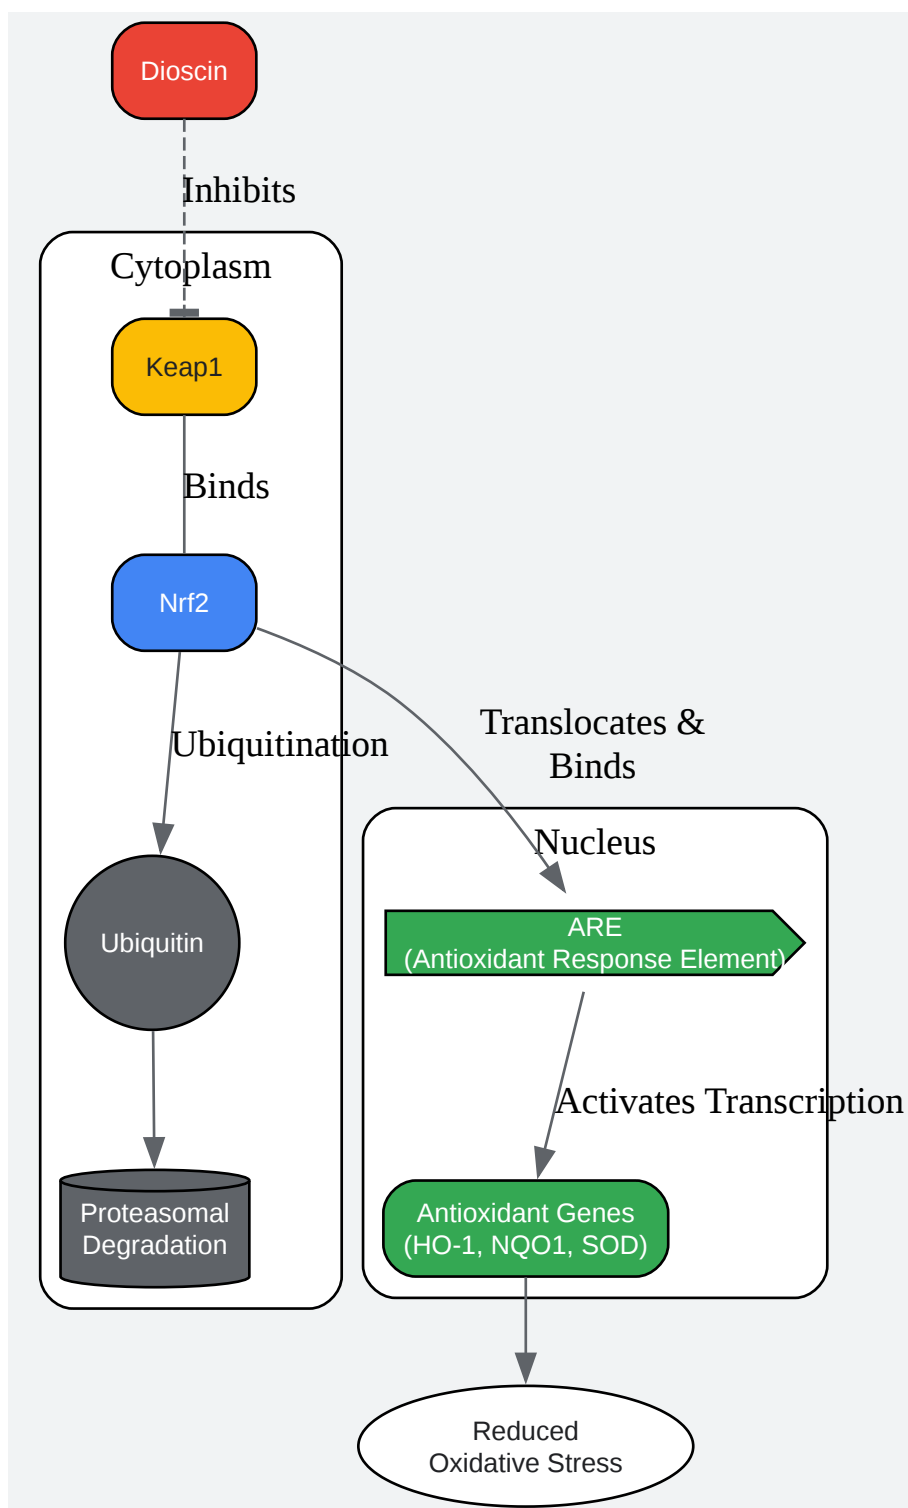 Dioscin
Inhibits
Cytoplasm
Keap1
Binds
Nrf2
Translocates &
Binds
Ubiquitination
Nucleus
ARE
(Antioxidant Response Element)
Ubiquitin
Activates Transcription
Proteasomal
Degradation
Antioxidant Genes
(HO-1, NQO1, SOD)
Reduced
Oxidative Stress